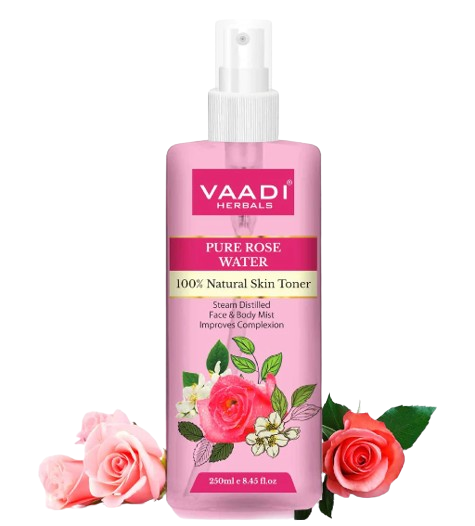 VAADI®
HERBALS
PURE ROSE
WATER
100% Natural Skin Toner
Steam Distilled
Face & Body Mist
Improves Complexion
250ml e 8.45 fl.oz